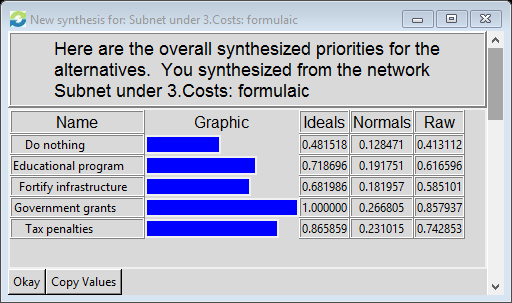 New synthesis for: Subnet under 3.Costs: formulaic
Here are the overall synthesized priorities for the
alternatives. You synthesized from the network
Subnet under 3.Costs: formulaic
Name Graphic Ideals Normals Raw
Do nothing 0.481518 0.128471 0.413112
Educational program 0.718696 0.191751 0.616596
Fortify infrastructure 0.681986 0.181957 0.585101
Government grants 1.000000 0.266805 0.857937
Tax penalties 0.865859 0.231015 0.742853
Okay Copy Values